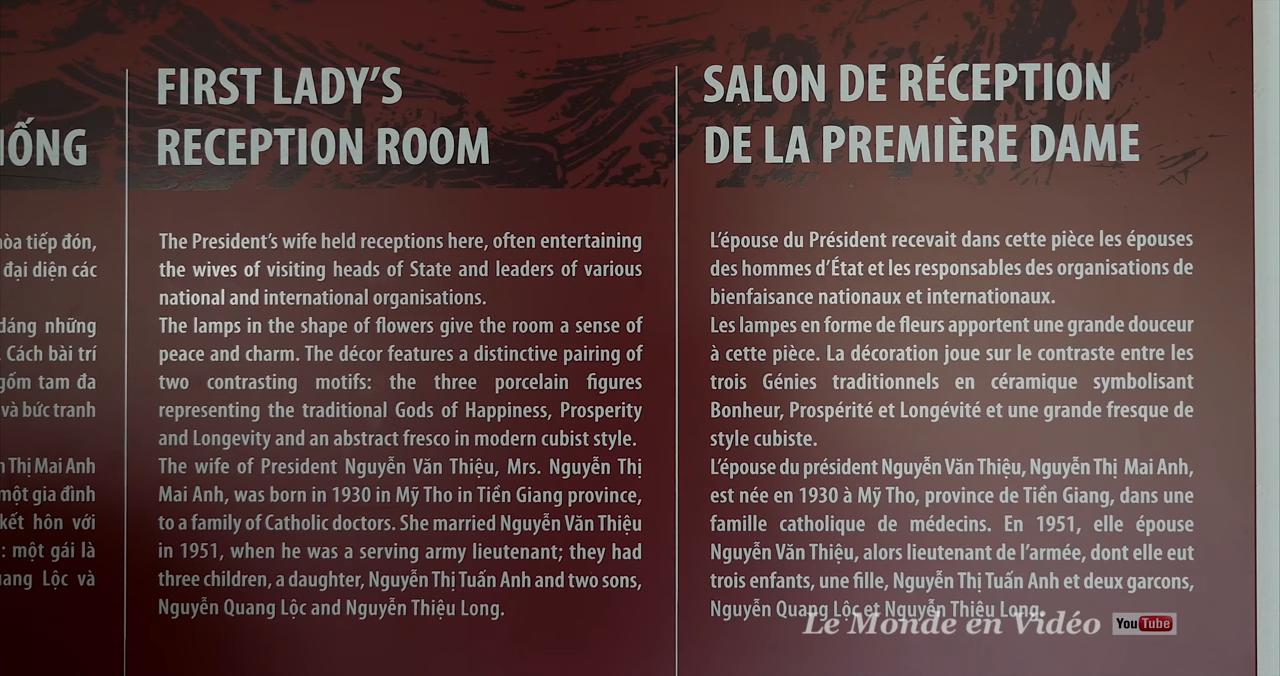 HỐNG
hòa tiếp đón,
đại diện các
dáng những
Cách bài trí
gốm tam đa
và bức tranh
Thị Mai Anh
một gia đình
kết hôn với
: một gái là
Quang Lộc và
FIRST LADY’S
RECEPTION ROOM
The President’s wife held receptions here, often entertaining
the wives of visiting heads of State and leaders of various
national and international organisations.
The lamps in the shape of flowers give the room a sense of
peace and charm. The décor features a distinctive pairing of
two contrasting motifs: the three porcelain figures
representing the traditional Gods of Happiness, Prosperity
and Longevity and an abstract fresco in modern cubist style.
The wife of President Nguyễn Văn Thiệu, Mrs. Nguyễn Thị
Mai Anh, was born in 1930 in Mỹ Tho in Tiền Giang province,
to a family of Catholic doctors. She married Nguyễn Văn Thiệu
in 1951, when he was a serving army lieutenant; they had
three children, a daughter, Nguyễn Thị Tuấn Anh and two sons,
Nguyễn Quang Lộc and Nguyễn Thiệu Long.
SALON DE RÉCEPTION
DE LA PREMIÈRE DAME
L’épouse du Président recevait dans cette pièce les épouses
des hommes d’État et les responsables des organisations de
bienfaisance nationaux et internationaux.
Les lampes en forme de fleurs apportent une grande douceur
à cette pièce. La décoration joue sur le contraste entre les
trois Génies traditionnels en céramique symbolisant
Bonheur, Prospérité et Longévité et une grande fresque de
style cubiste.
L’épouse du président Nguyễn Văn Thiệu, Nguyễn Thị Mai Anh,
est née en 1930 à Mỹ Tho, province de Tiền Giang, dans une
famille catholique de médecins. En 1951, elle épouse
Nguyễn Văn Thiệu, alors lieutenant de l’armée, dont elle eut
trois enfants, une fille, Nguyễn Thị Tuấn Anh et deux garcons,
Nguyễn Quang Lộc et Nguyễn Thiệu Long.
Le Monde en Vidéo YouTube